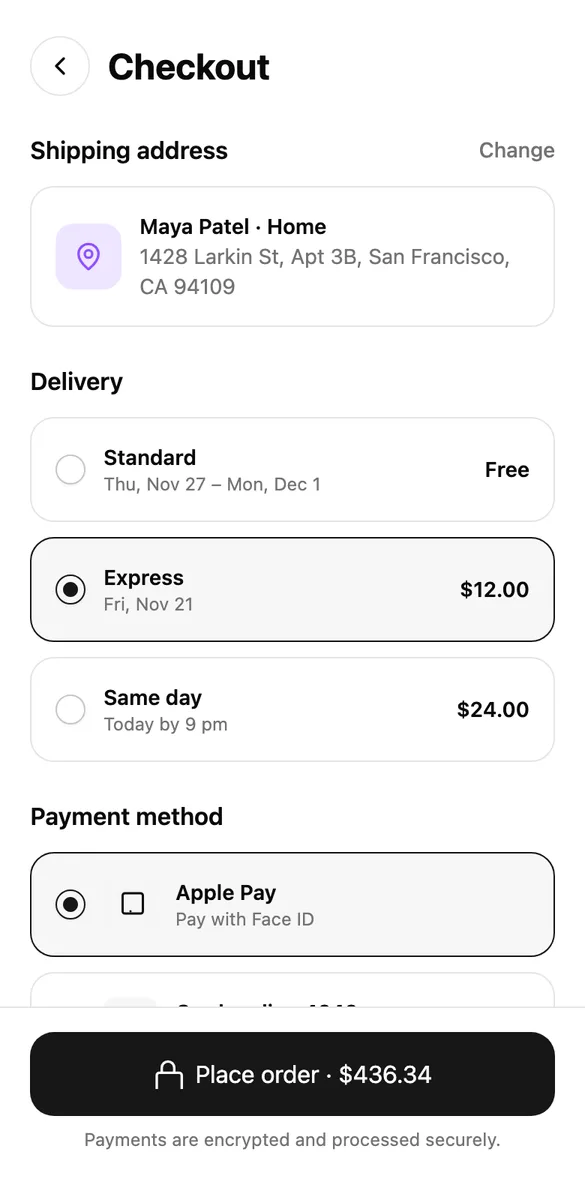 Checkout
Shipping address
Change
Maya Patel · Home
1428 Larkin St, Apt 3B, San Francisco,
CA 94109
Delivery
Standard
Thu, Nov 27 – Mon, Dec 1
Free
Express
Fri, Nov 21
$12.00
Same day
Today by 9 pm
$24.00
Payment method
Apple Pay
Pay with Face ID
Place order · $436.34
Payments are encrypted and processed securely.